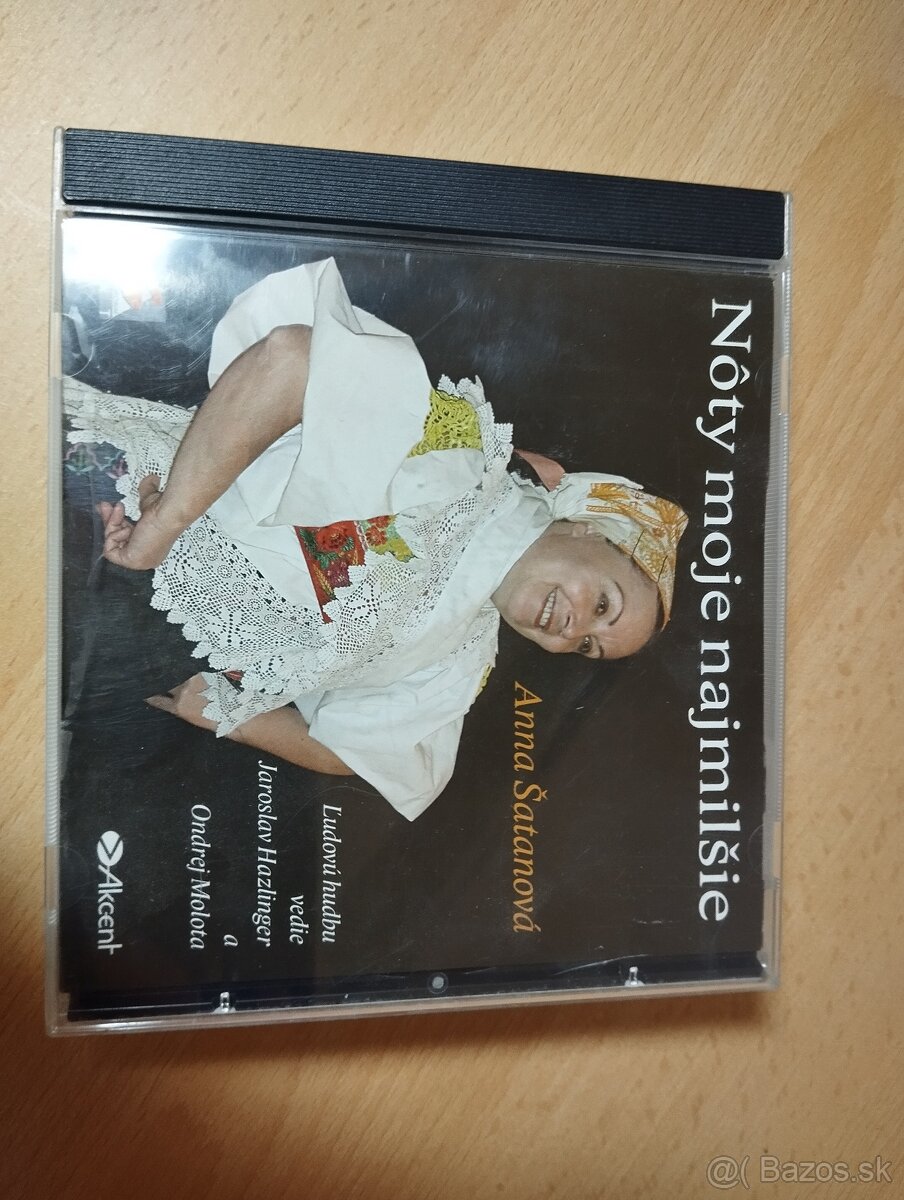 Nôty moje najmilšie
Anna Šatanová
Ľudovú hudbu
vedie
Jaroslav Hazlinger
a
Ondrej Molota
Akcent
@( Bazos.sk